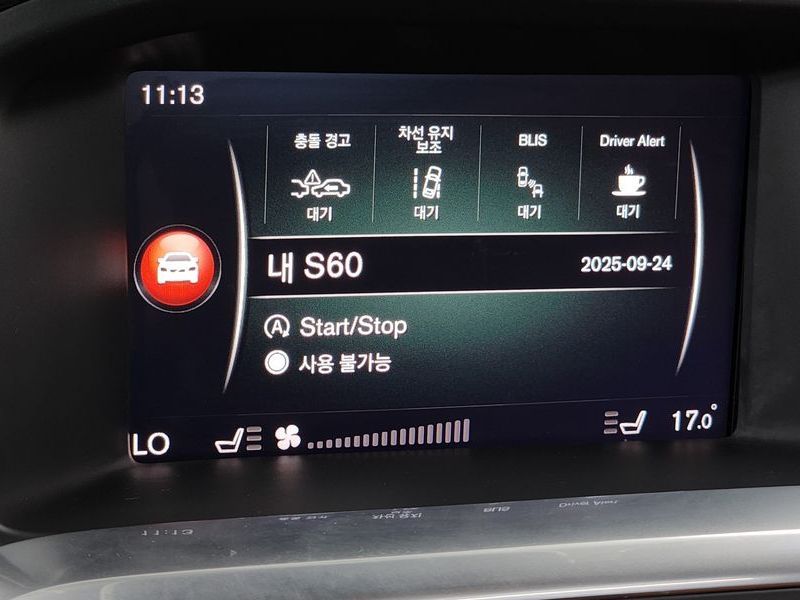 11:13
충돌 경고
차선 유지
보조
BLIS
Driver Alert
대기
대기
대기
대기
내 S60
2025-09-24
A Start/Stop
사용 불가능
LO
17.0°